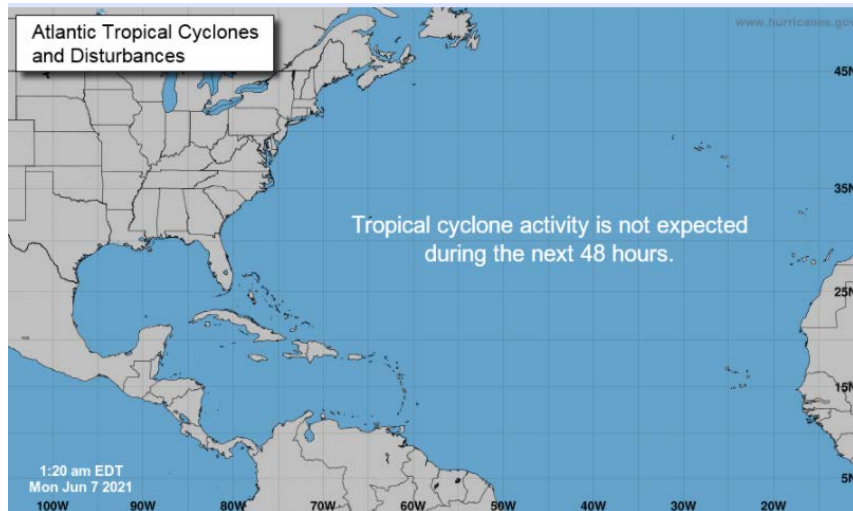 Atlantic Tropical Cyclones
and Disturbances
www.hurricanes.gov
45N
35N
Tropical cyclone activity is not expected
during the next 48 hours.
25N
15N
1:20 am EDT
Mon Jun 7 2021
5N
100W 90W 80W 70W 60W 50W 40W 30W 20W